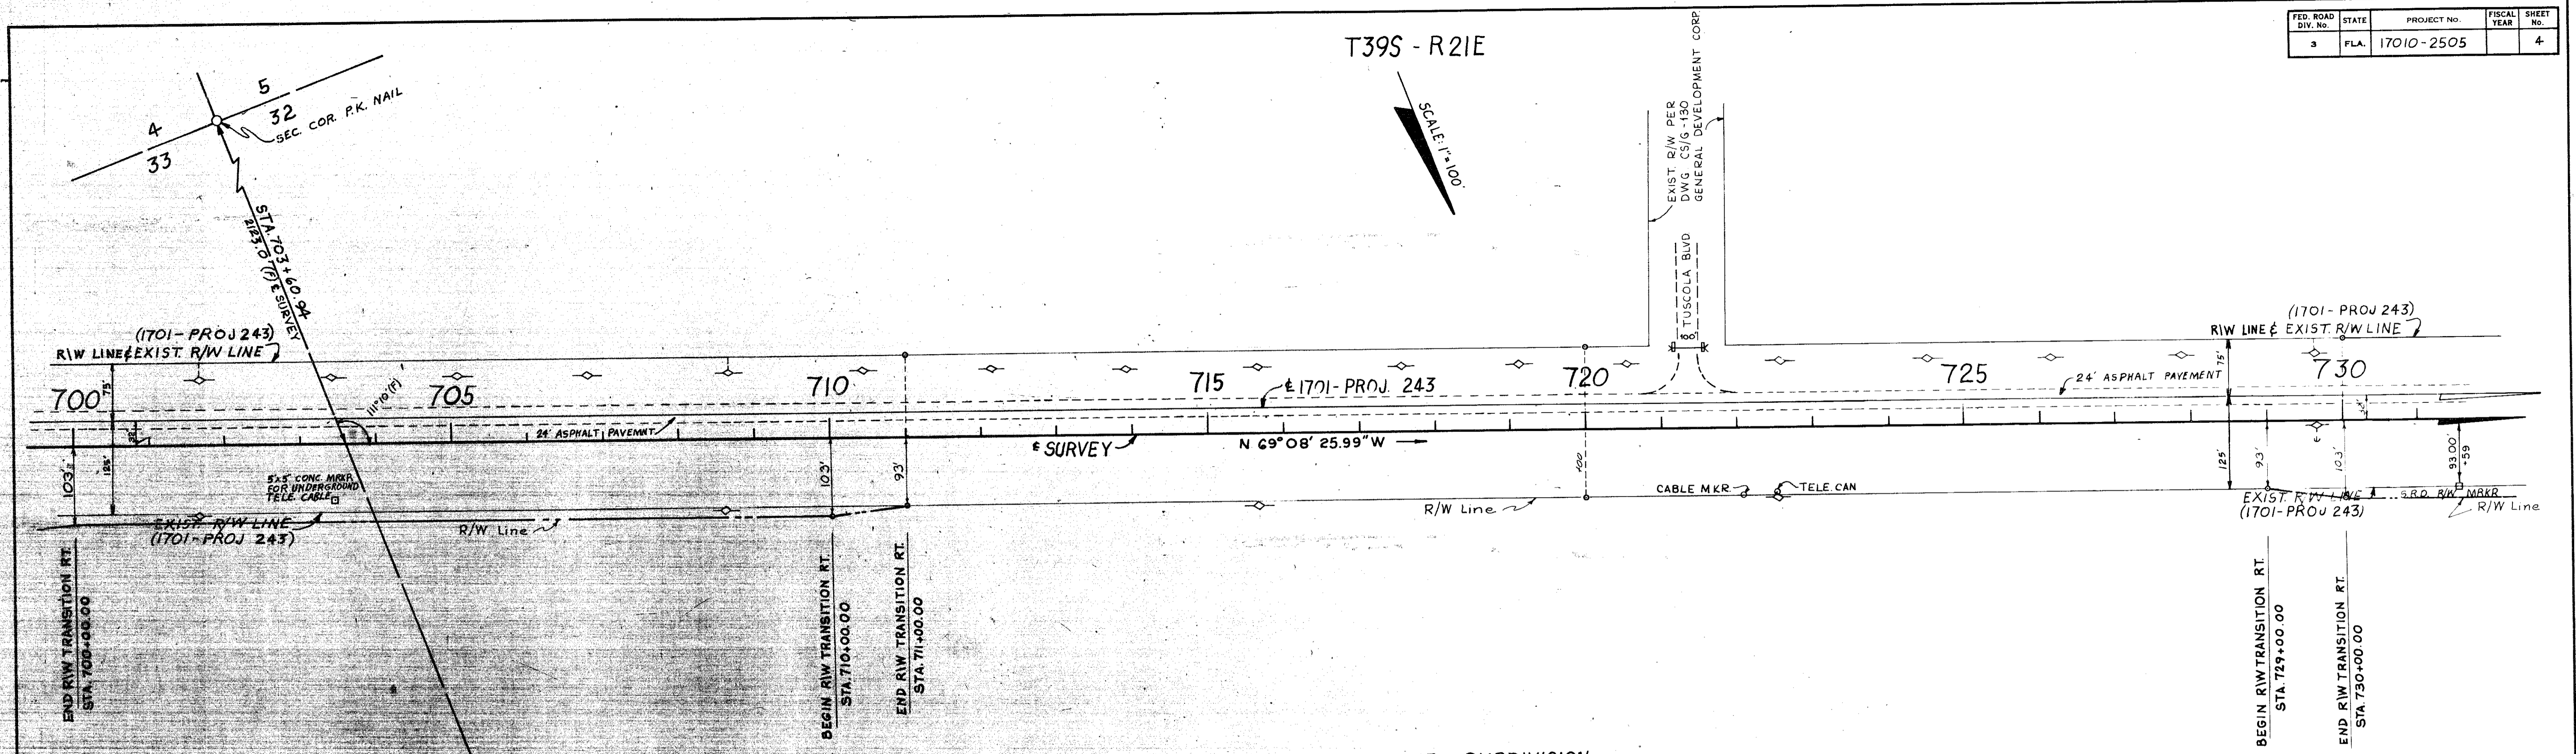 FED. ROAD DIV. No. STATE PROJECT No. FISCAL YEAR SHEET No.
3 FLA. 17010-2505 4
T39S - R21E
SCALE: 1"=100'
5
4
32
33
SEC. COR. P.K. NAIL
STA. 703+60.94
2123.0'(F) ℄ SURVEY
EXIST. R/W PER
DWG CS/G-130
GENERAL DEVELOPMENT CORP.
TUSCOLA BLVD
100'
(1701-PROJ 243)
R\W LINE & EXIST. R/W LINE
(1701-PROJ 243)
R\W LINE & EXIST. R/W LINE
75'
75'
700
705
710
715
720
725
730
111°10'(F)
℄ 1701-PROJ. 243
24' ASPHALT PAVEMENT
24' ASPHALT PAVEMNT.
℄ SURVEY
N 69° 08' 25.99" W
103'±
125'
103'
93'
100
125'
93'
103'
93.00'
+59
5"x5" CONC. MRKR
FOR UNDERGROUND
TELE. CABLE
EXIST. R/W LINE
(1701-PROJ 243)
R/W Line
R/W Line
CABLE MKR.
TELE. CAN
EXIST. R/W LINE
(1701-PROJ 243)
S.R.D. R/W MRKR.
R/W Line
END R\W TRANSITION RT.
STA. 700+00.00
BEGIN R\W TRANSITION RT.
STA. 710+00.00
END R\W TRANSITION RT.
STA. 711+00.00
BEGIN R\W TRANSITION RT.
STA. 729+00.00
END R\W TRANSITION RT.
STA. 730+00.00
SUBDIVISION